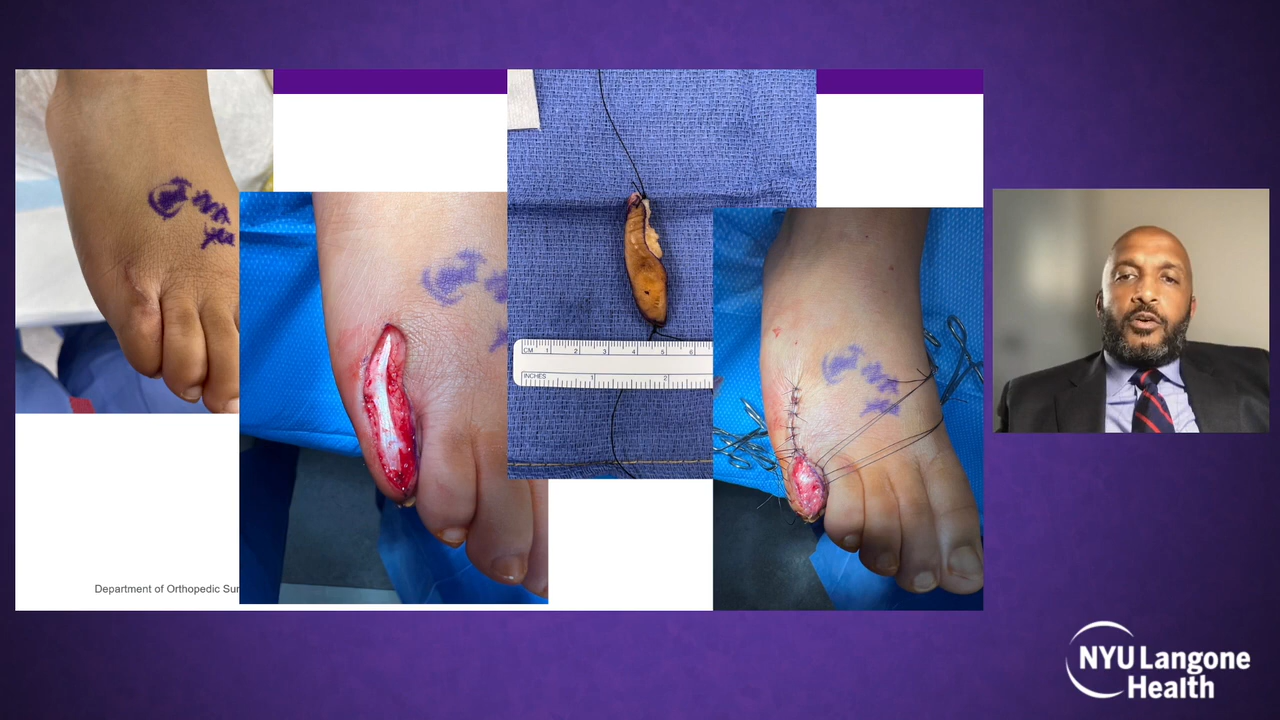 CM 1 2 3 4 5 6
INCHES 1 2
Department of Orthopedic Sur
NYU Langone
Health